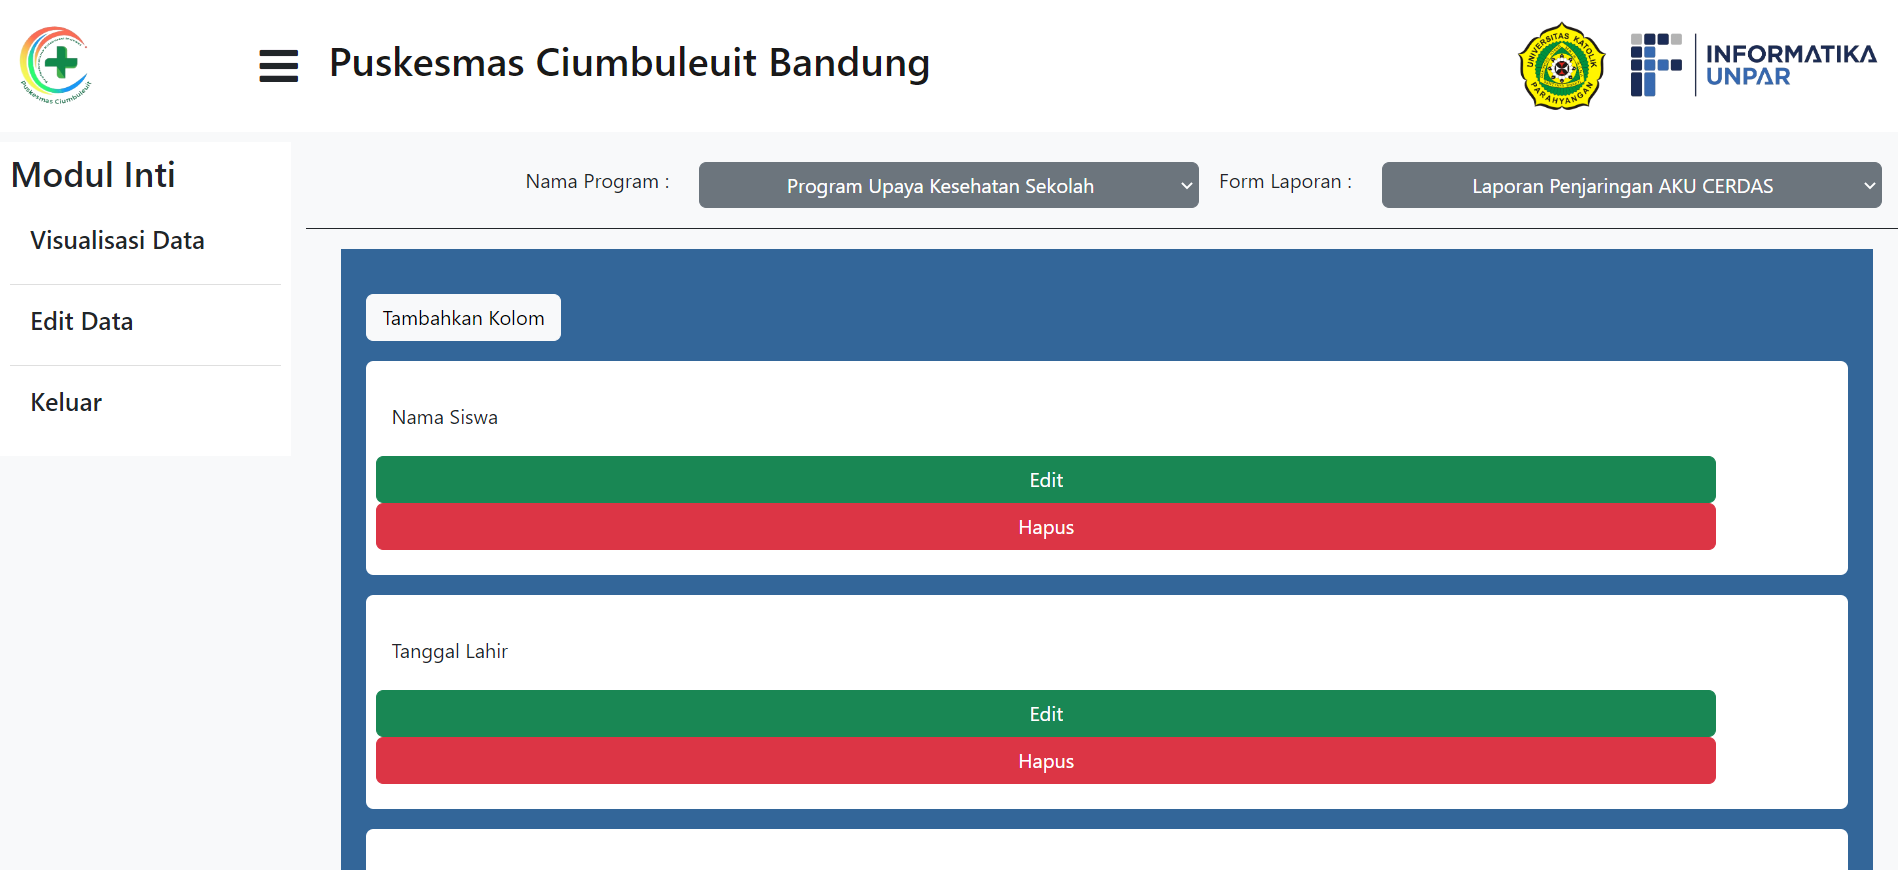 Puskesmas Ciumbuleuit
Puskesmas Ciumbuleuit Bandung
UNIVERSITAS KATOLIK
PARAHYANGAN
INFORMATIKA
UNPAR
Modul Inti
Visualisasi Data
Edit Data
Keluar
Nama Program :
Program Upaya Kesehatan Sekolah
Form Laporan :
Laporan Penjaringan AKU CERDAS
Tambahkan Kolom
Nama Siswa
Edit
Hapus
Tanggal Lahir
Edit
Hapus